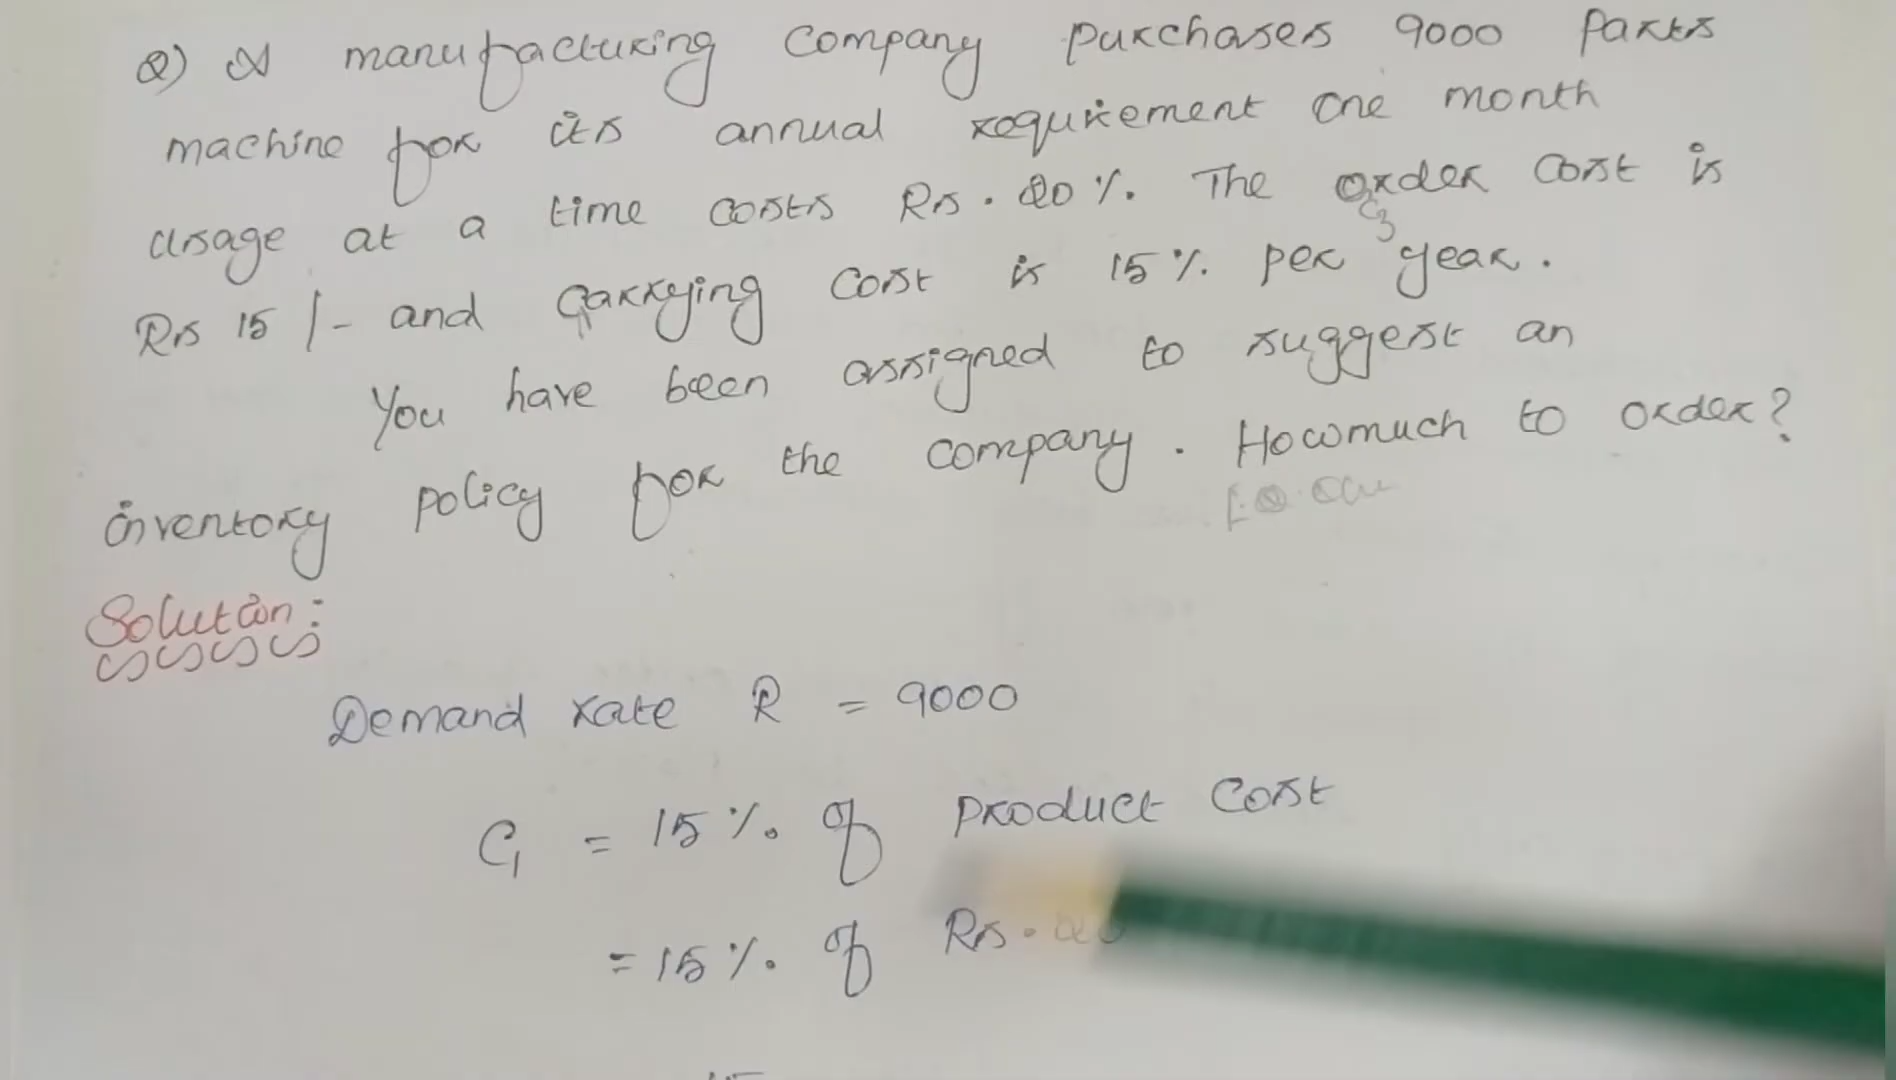 Q) A manufacturing company purchases 9000 parts
machine for its annual requirement one month
usage at a time costs Rs. 20 %. The order cost is
C3
Rs 15/- and carrying cost is 15 %. per year.
C1
You have been assigned to suggest an
inventory policy for the company. How much to order?
Solution:
Demand rate R = 9000
C1 = 15 %. of product cost
= 15 %. of Rs.